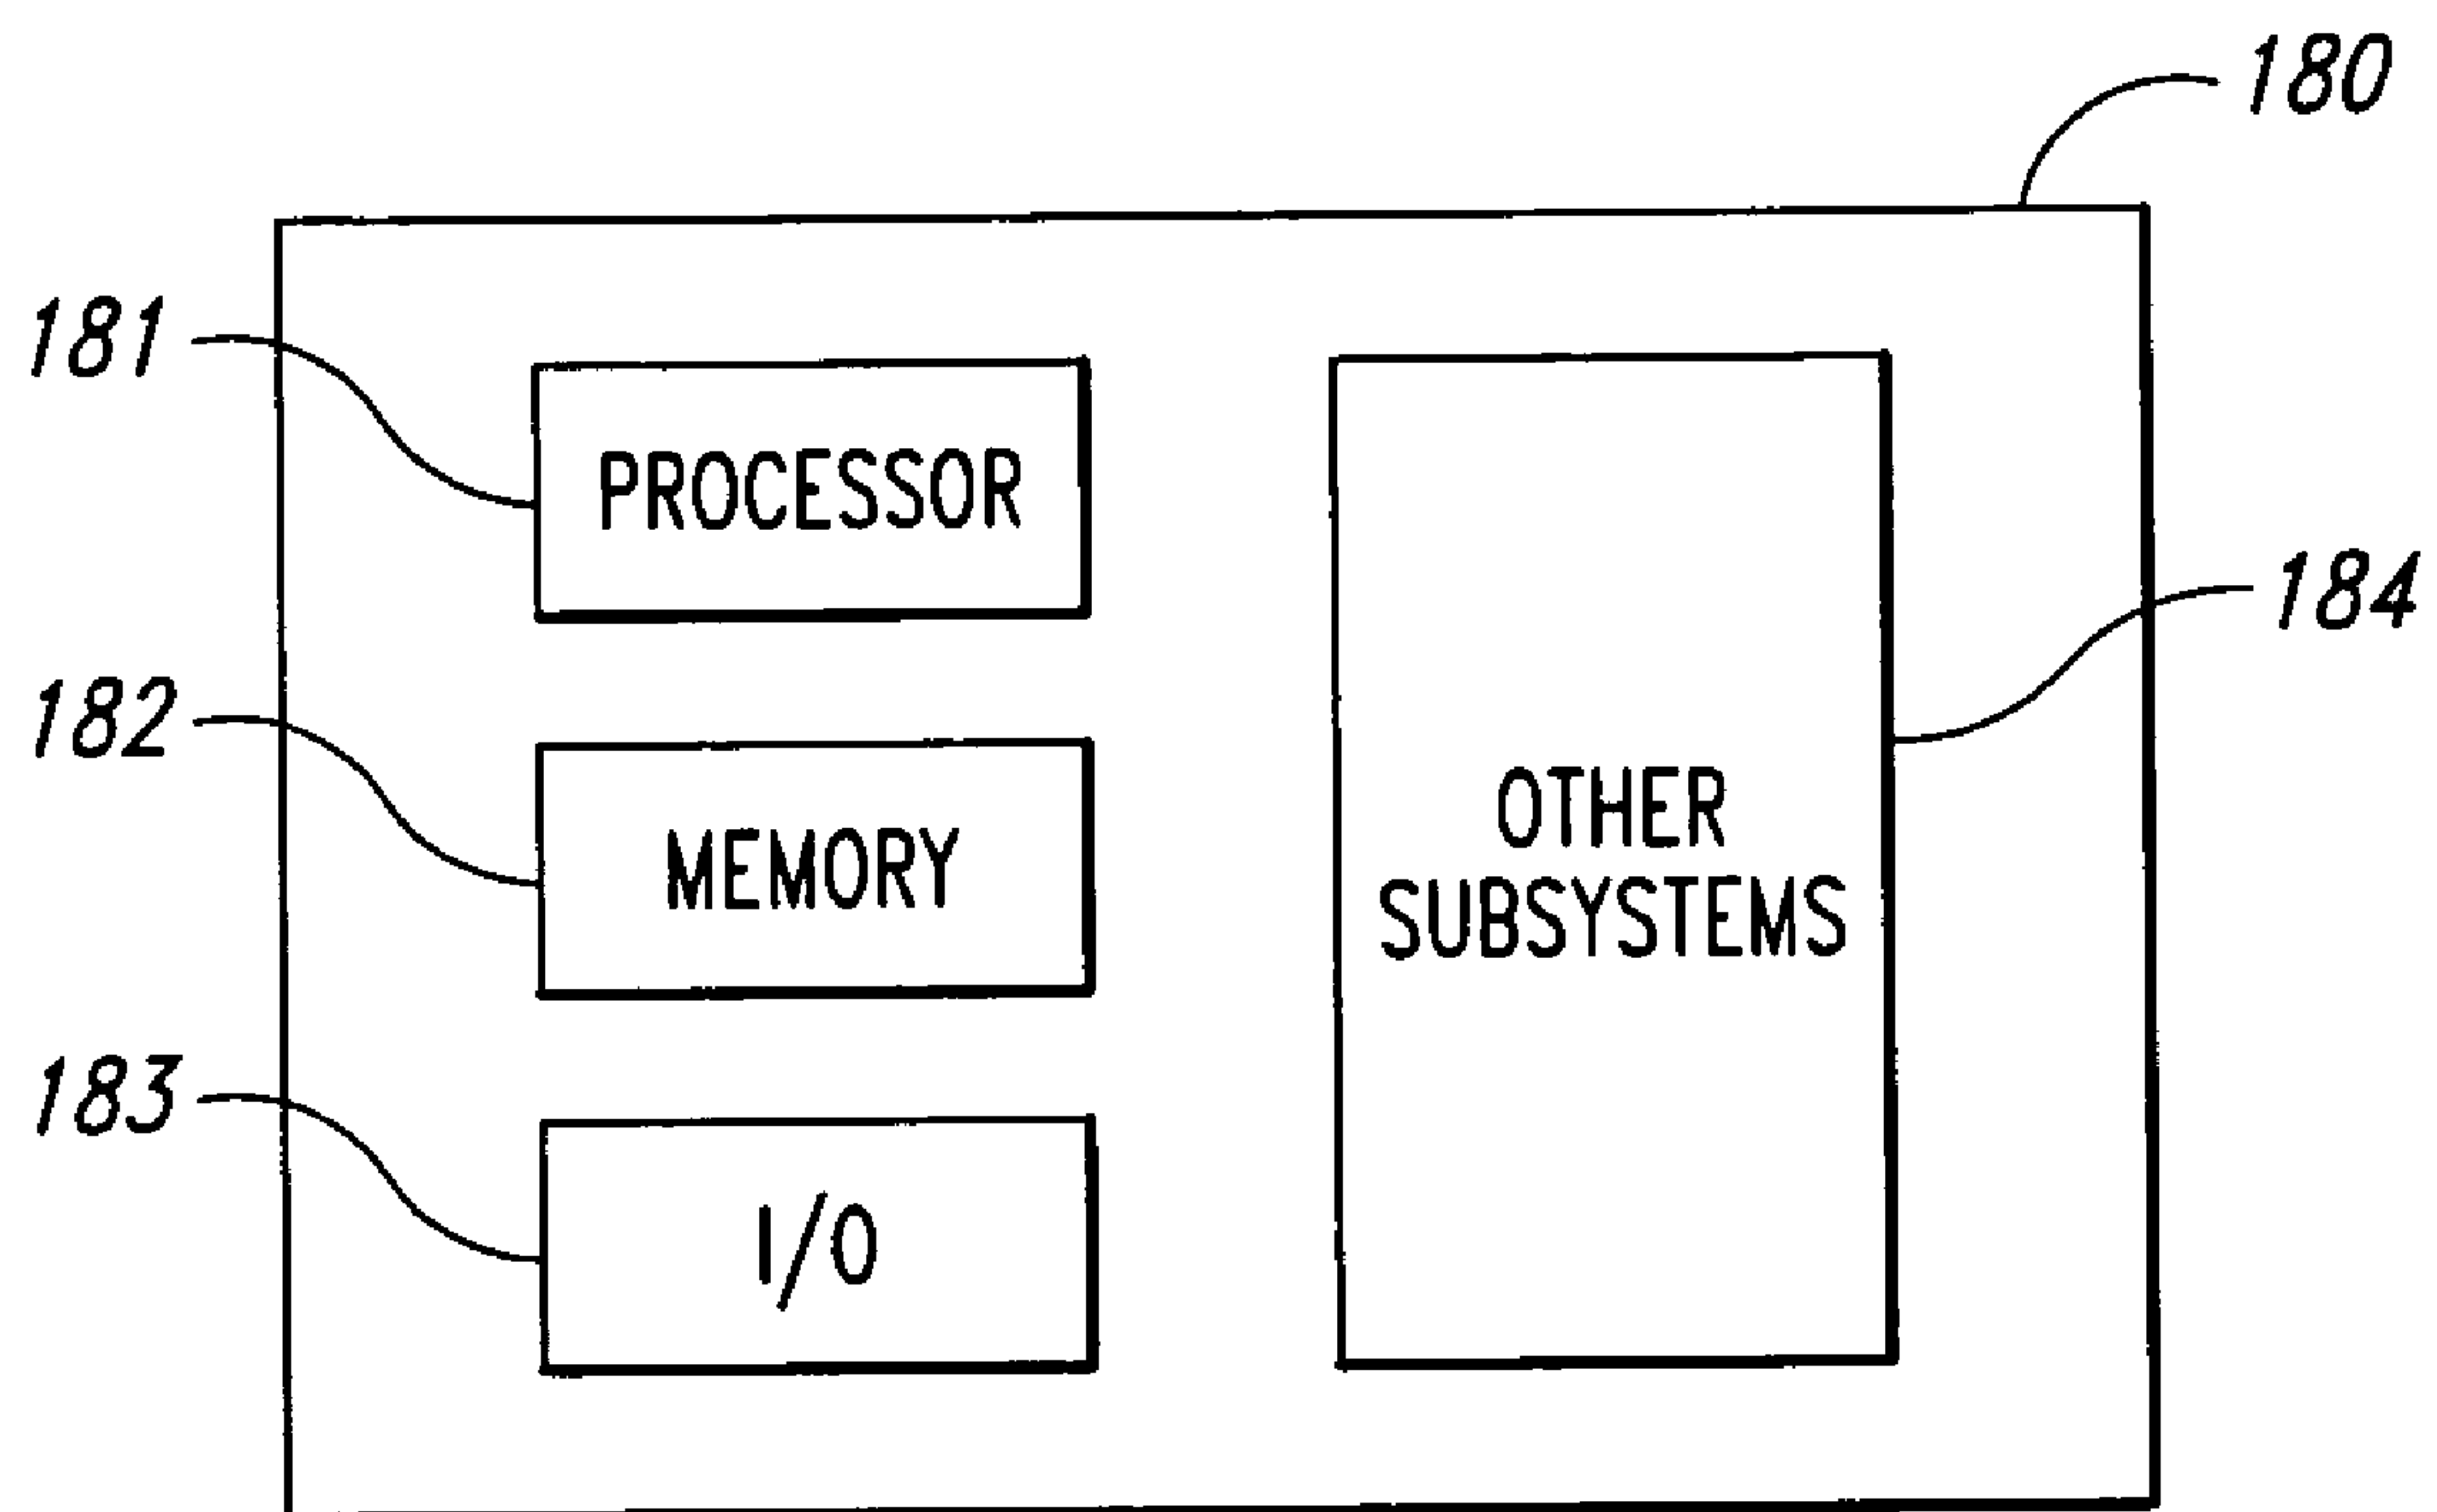 180
181
PROCESSOR
184
182
OTHER
MEMORY
SUBSYSTEMS
183
I/O